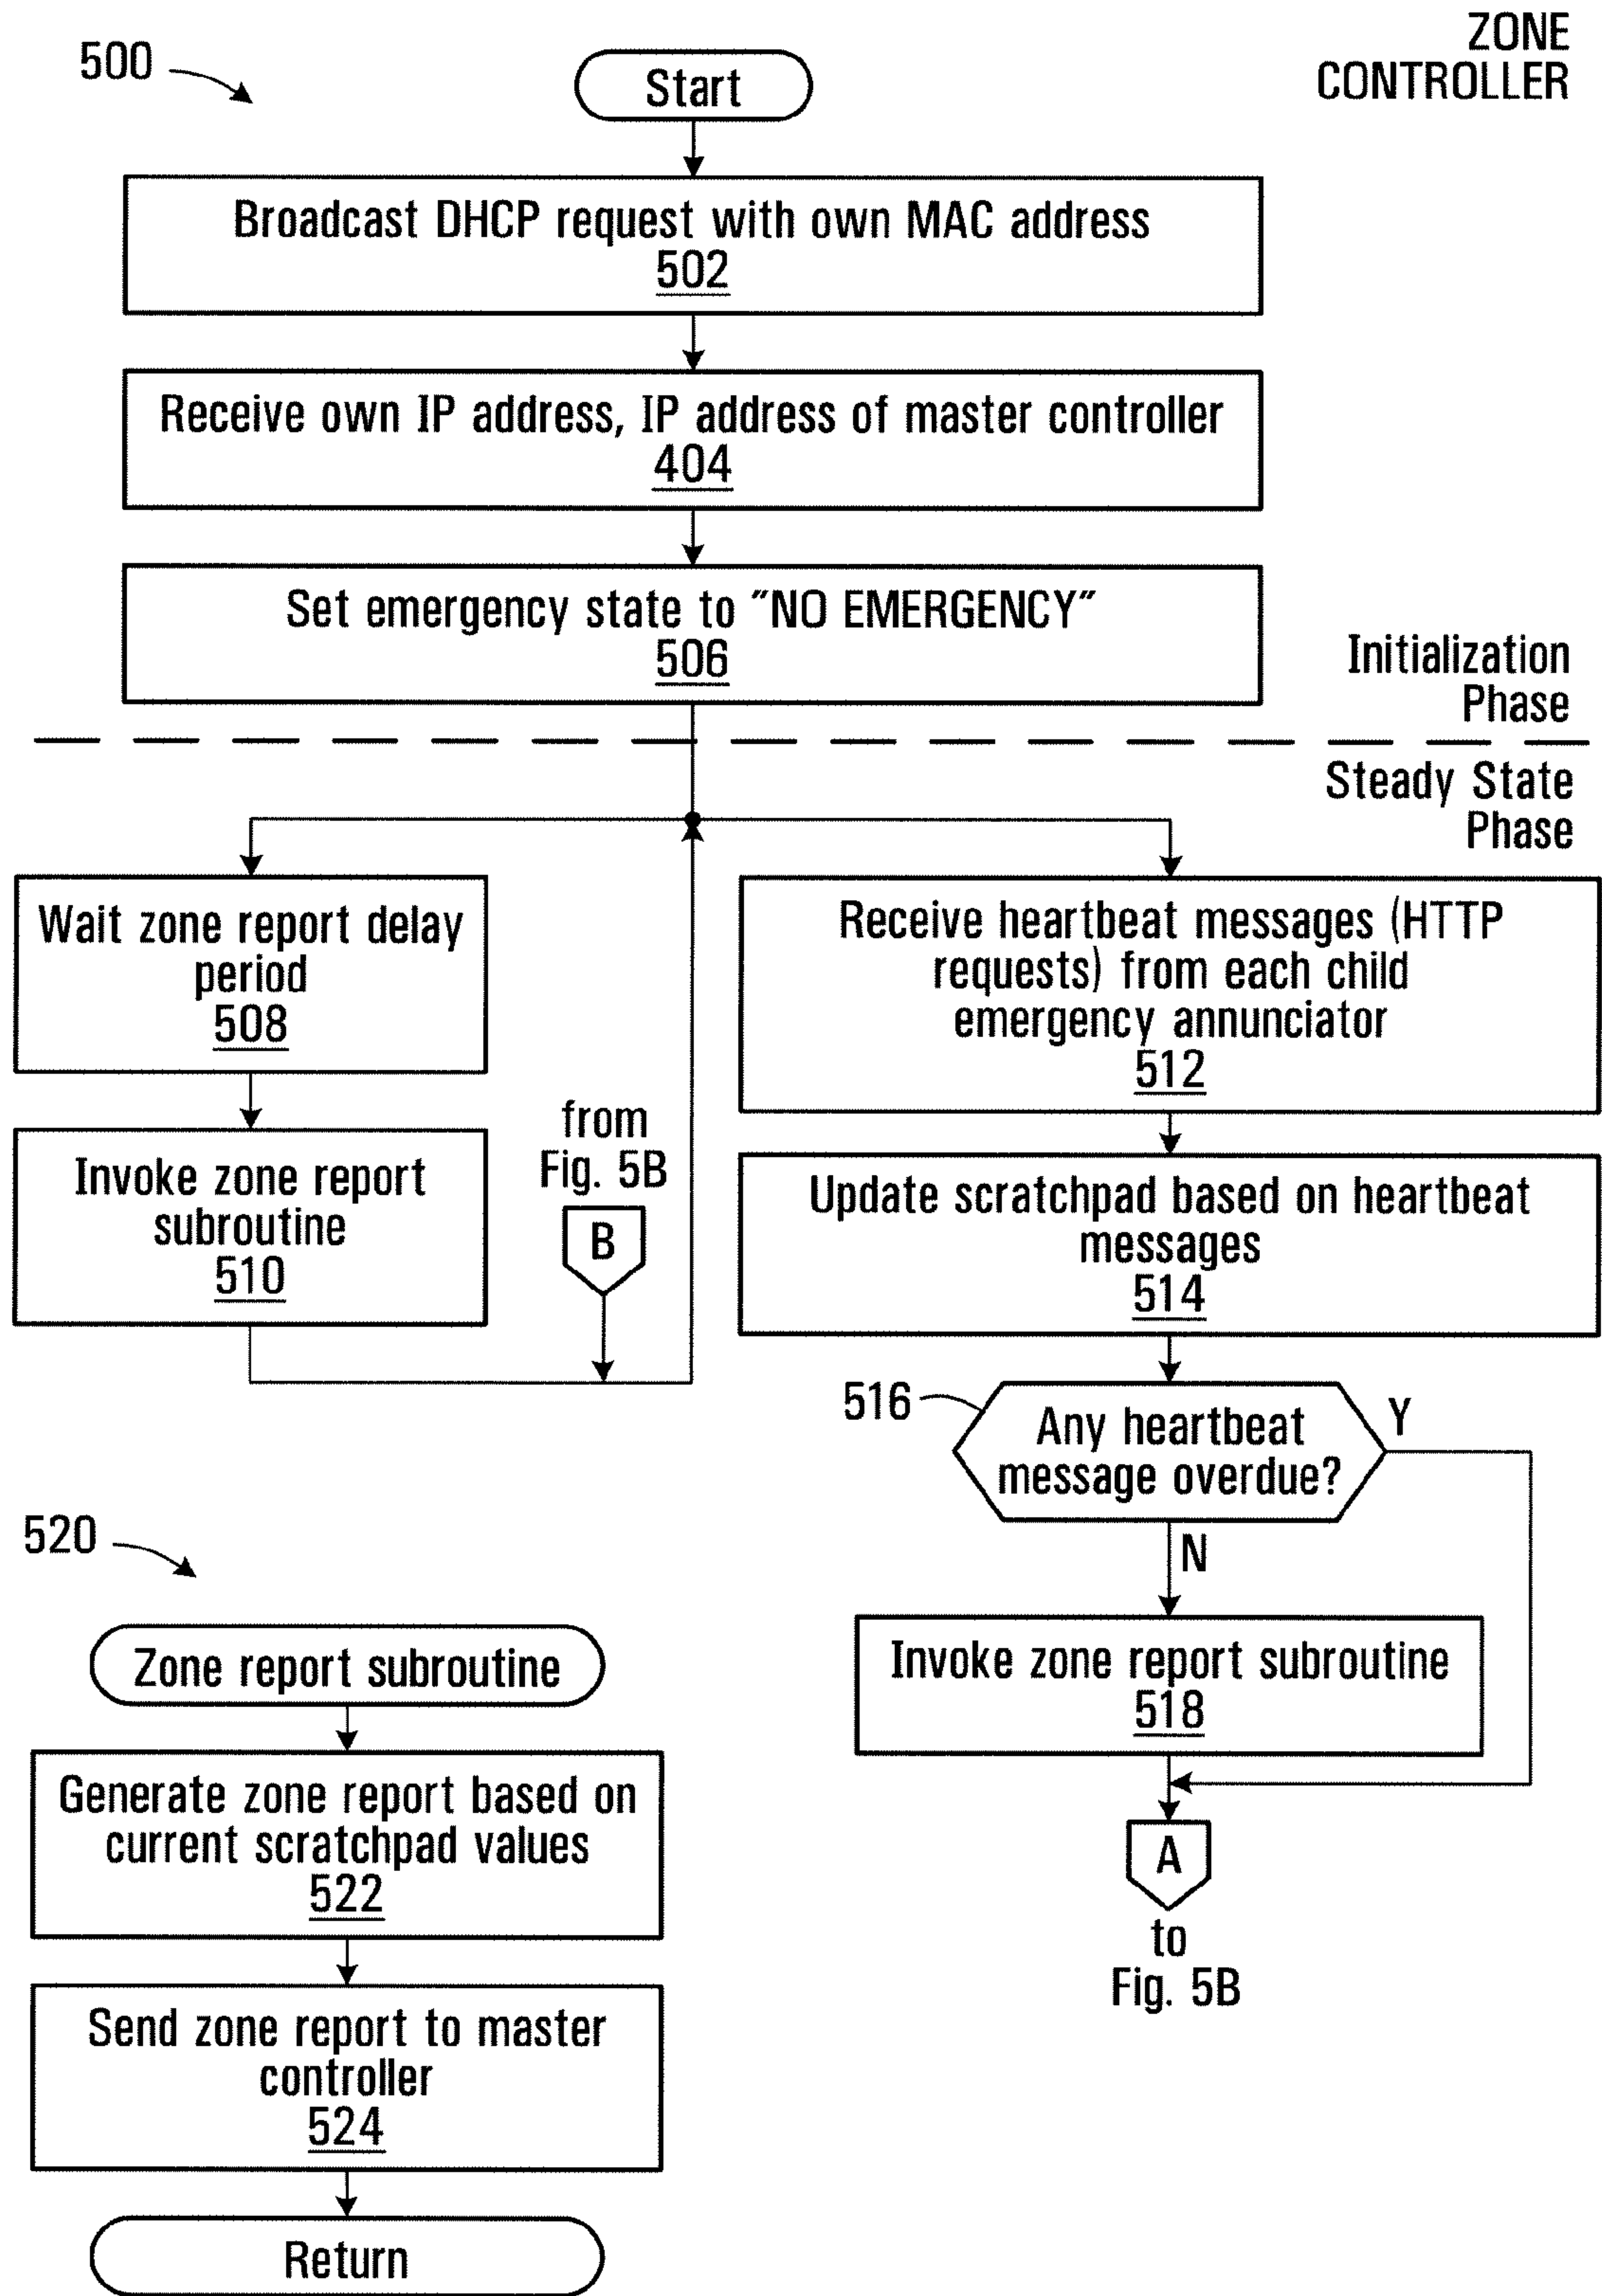 500
ZONE
CONTROLLER
Start
Broadcast DHCP request with own MAC address
502
Receive own IP address, IP address of master controller
404
Set emergency state to "NO EMERGENCY"
506
Initialization
Phase
Steady State
Phase
Wait zone report delay
period
508
Invoke zone report
subroutine
510
from
Fig. 5B
B
Receive heartbeat messages (HTTP
requests) from each child
emergency annunciator
512
Update scratchpad based on heartbeat
messages
514
516
Any heartbeat
message overdue?
Y
N
Invoke zone report subroutine
518
A
to
Fig. 5B
520
Zone report subroutine
Generate zone report based on
current scratchpad values
522
Send zone report to master
controller
524
Return